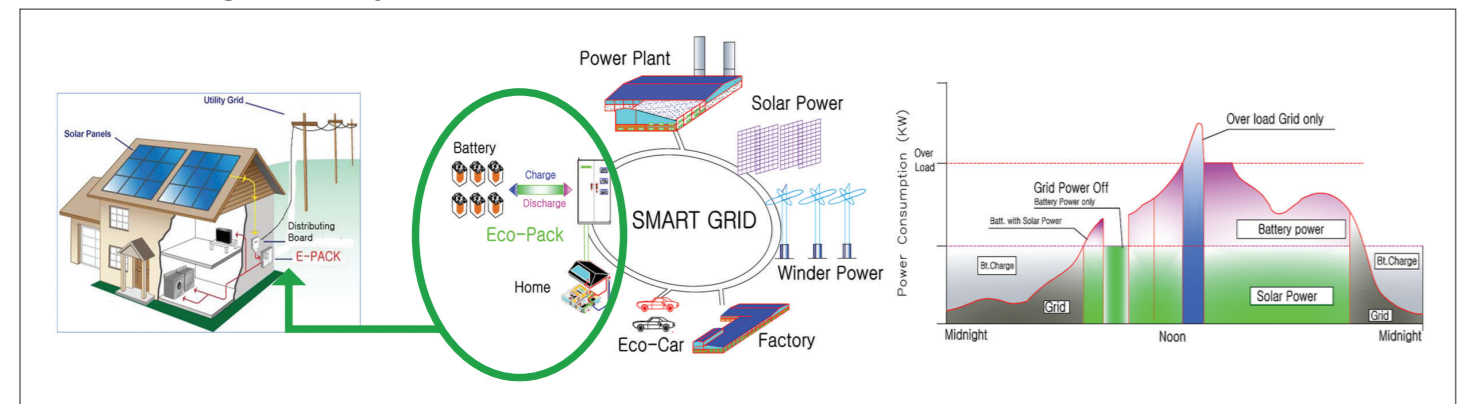 Utility Grid
Solar Panels
Distributing
Board
E-PACK
Power Plant
Solar Power
Battery
Charge
Discharge
Eco-Pack
SMART GRID
Home
Winder Power
Eco-Car
Factory
Power Consumption (KW)
Over
Load
Over load Grid only
Grid Power Off
Battery Power only
Batt. with Solar Power
Battery power
Bt.Charge
Bt.Charge
Solar Power
Grid
Grid
Midnight
Noon
Midnight